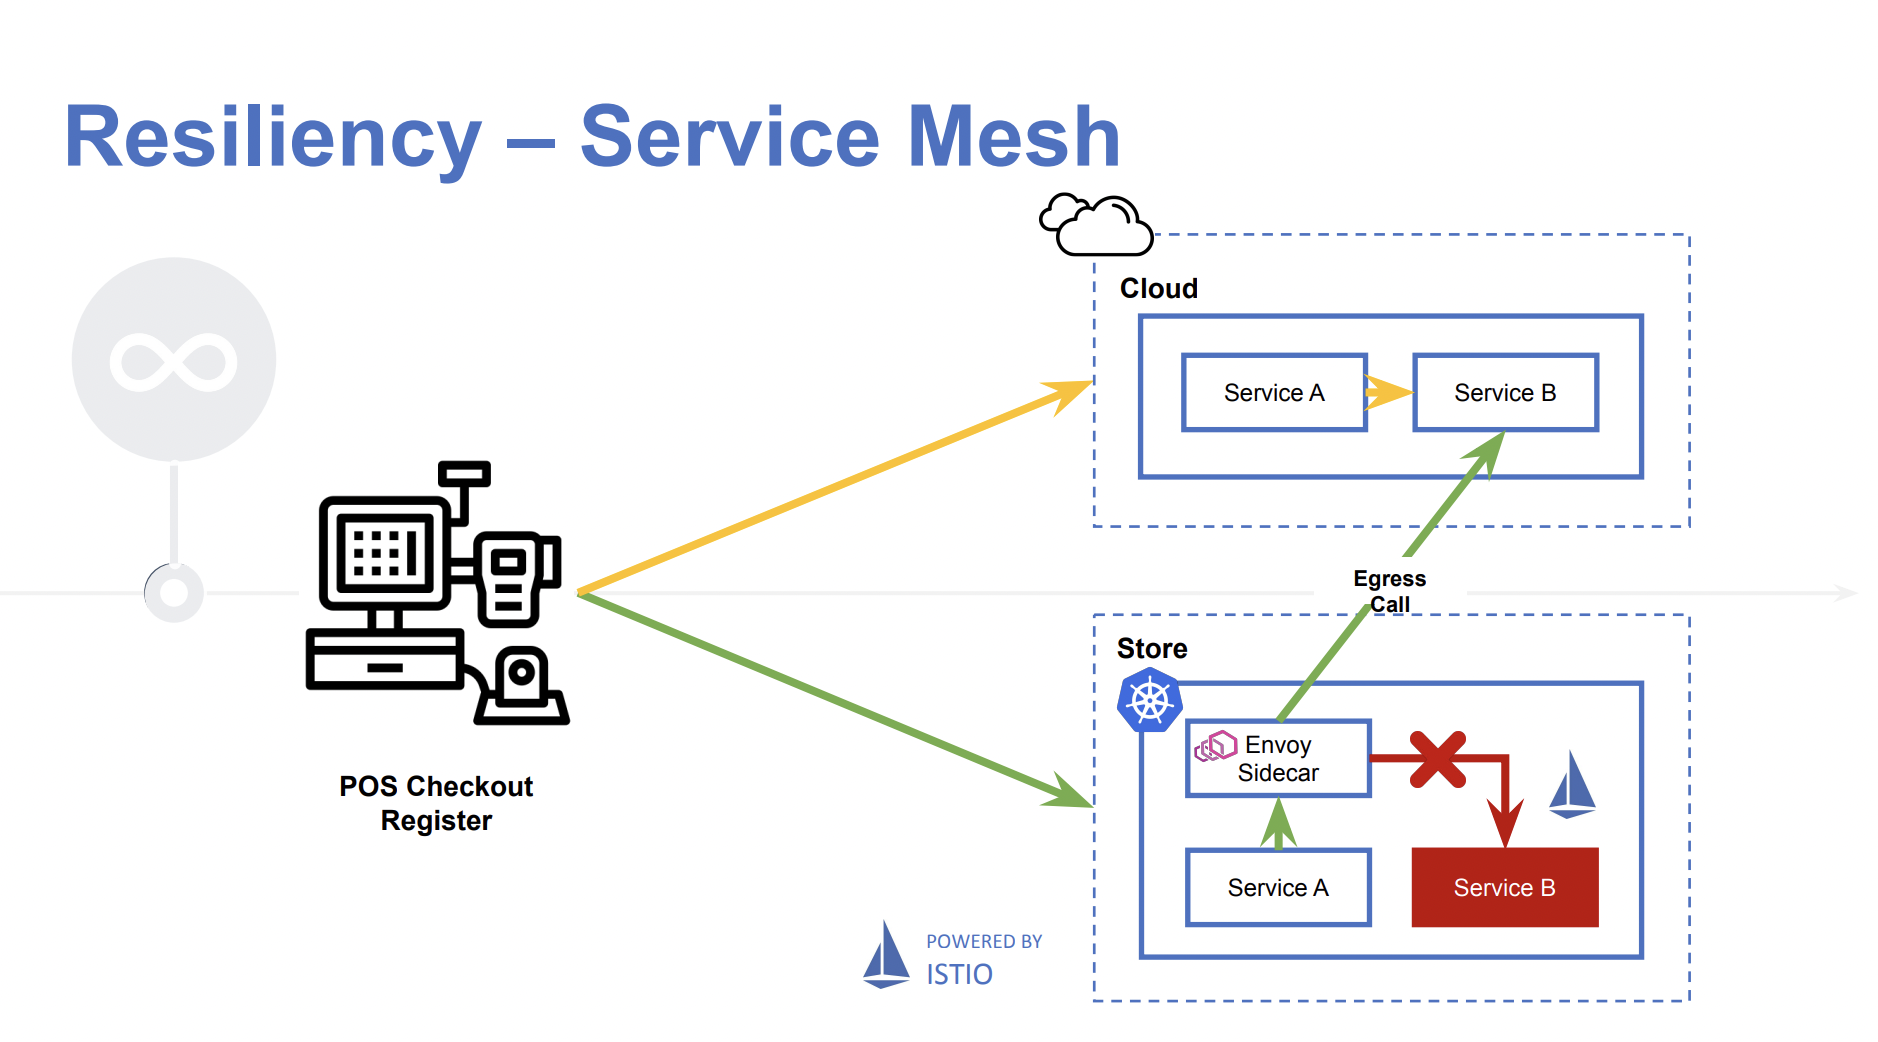 Resiliency – Service Mesh
Cloud
Service A
Service B
Egress
Call
Store
Envoy
Sidecar
Service A
Service B
POS Checkout
Register
POWERED BY
ISTIO